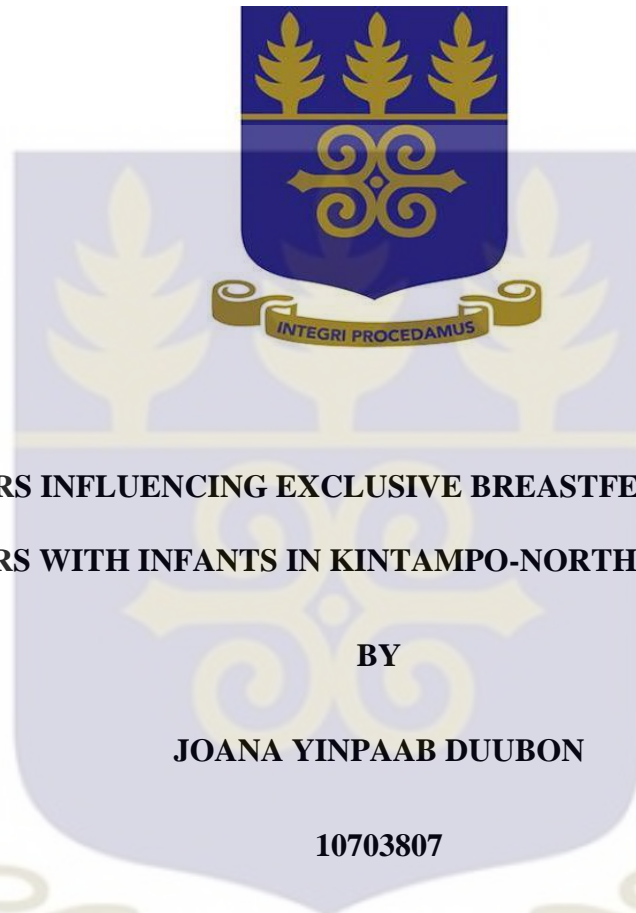 INTEGRI PROCEDAMUS
RS INFLUENCING EXCLUSIVE BREASTFE
RS WITH INFANTS IN KINTAMPO-NORTH
BY
JOANA YINPAAB DUUBON
10703807